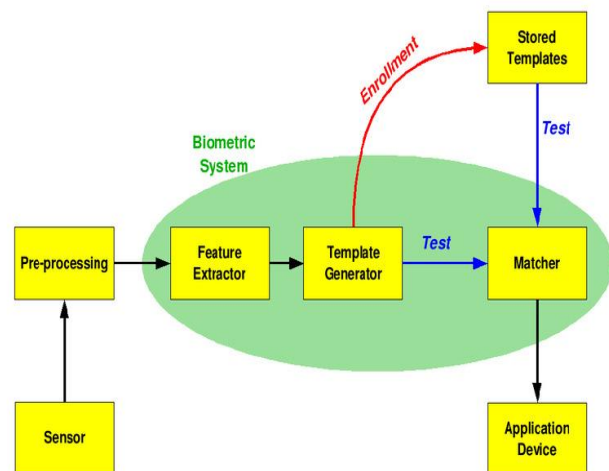 Stored
Templates
Enrollment
Test
Biometric
System
Pre-processing
Feature
Extractor
Template
Generator
Test
Matcher
Sensor
Application
Device